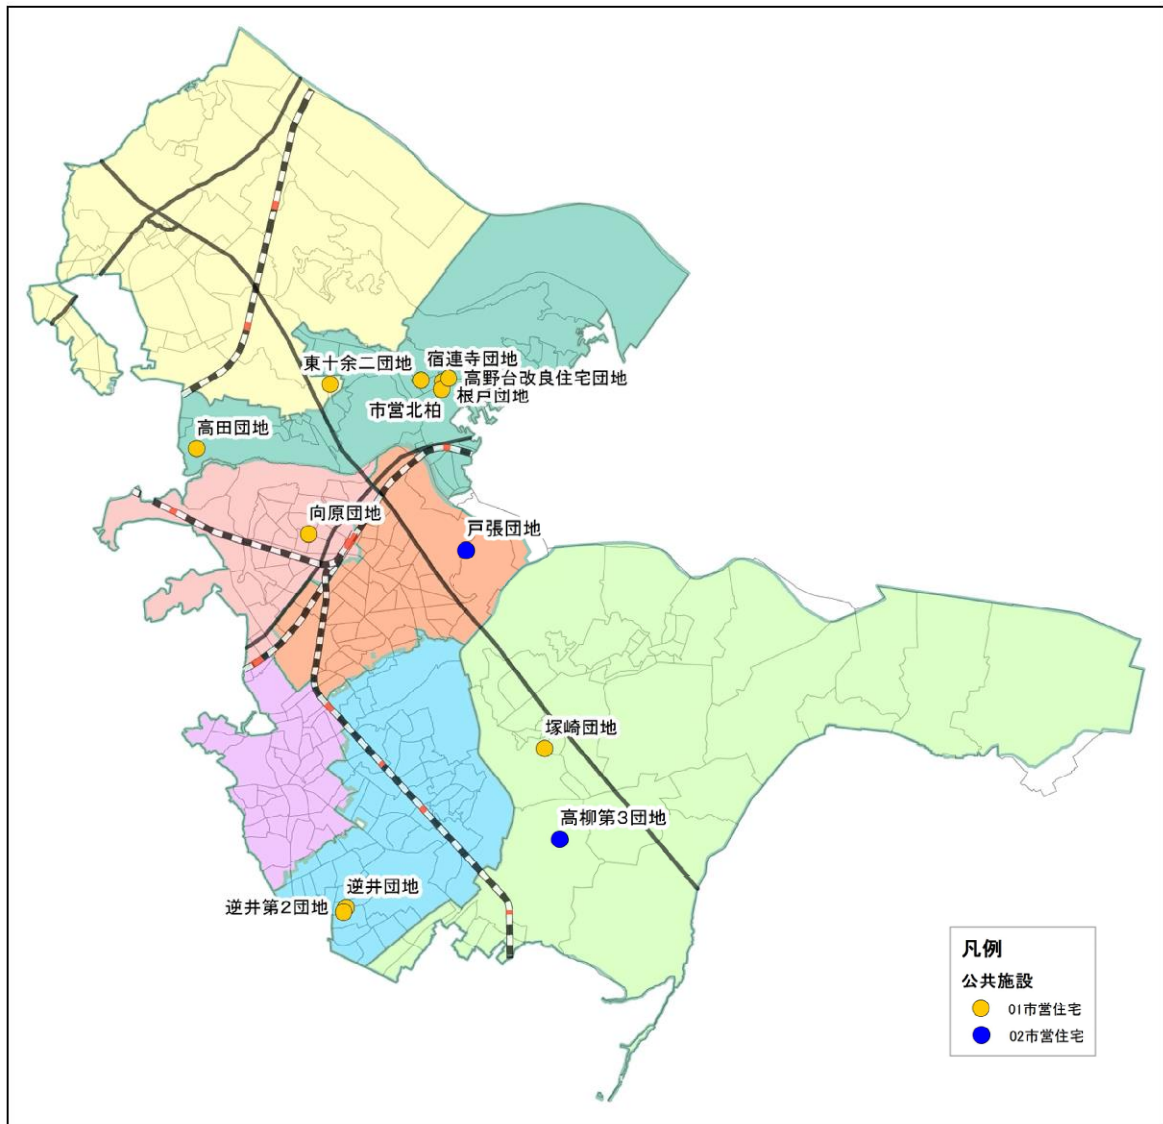 東十余二団地
宿連寺団地
高野台改良住宅団地
根戸団地
市営北柏
高田団地
向原団地
戸張団地
塚崎団地
高柳第3団地
逆井団地
逆井第2団地
凡例
公共施設
01市営住宅
02市営住宅